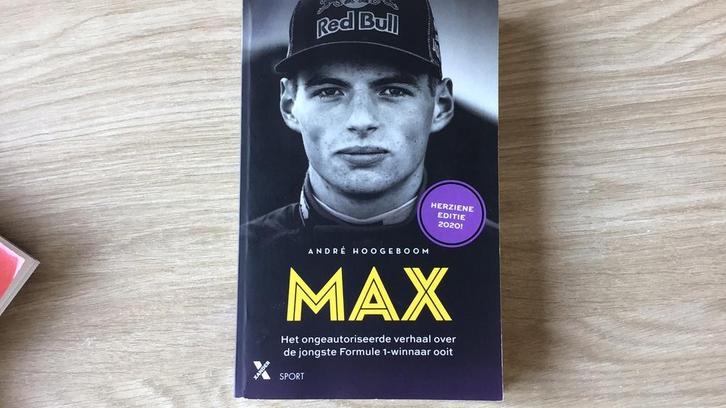 Red Bull
HERZIENE
EDITIE
2020!
ANDRÉ HOOGEBOOM
MAX
Het ongeautoriseerde verhaal over
de jongste Formule 1-winnaar ooit
X
SPORT